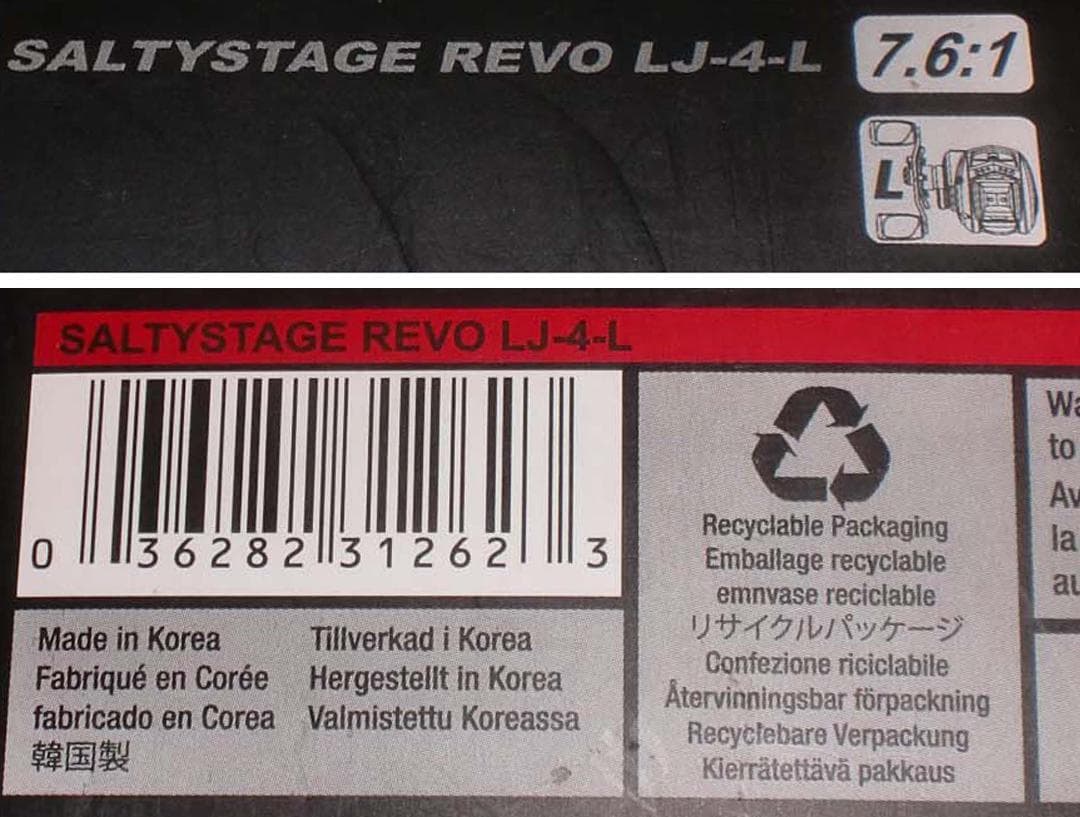 SALTYSTAGE REVO LJ-4-L
7.6:1
L
SALTYSTAGE REVO LJ-4-L
0 36282 31262 3
Made in Korea
Fabriqué en Corée
fabricado en Corea
韓国製
Tillverkad i Korea
Hergestellt in Korea
Valmistettu Koreassa
Recyclable Packaging
Emballage recyclable
emnvase reciclable
リサイクルパッケージ
Confezione riciclabile
Återvinningsbar förpackning
Recyclebare Verpackung
Kierrätettävä pakkaus
to
la